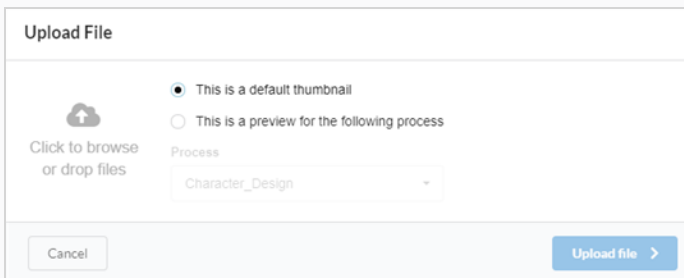 Upload File
This is a default thumbnail
This is a preview for the following process
Click to browse
or drop files
Process
Character_Design
Cancel
Upload file